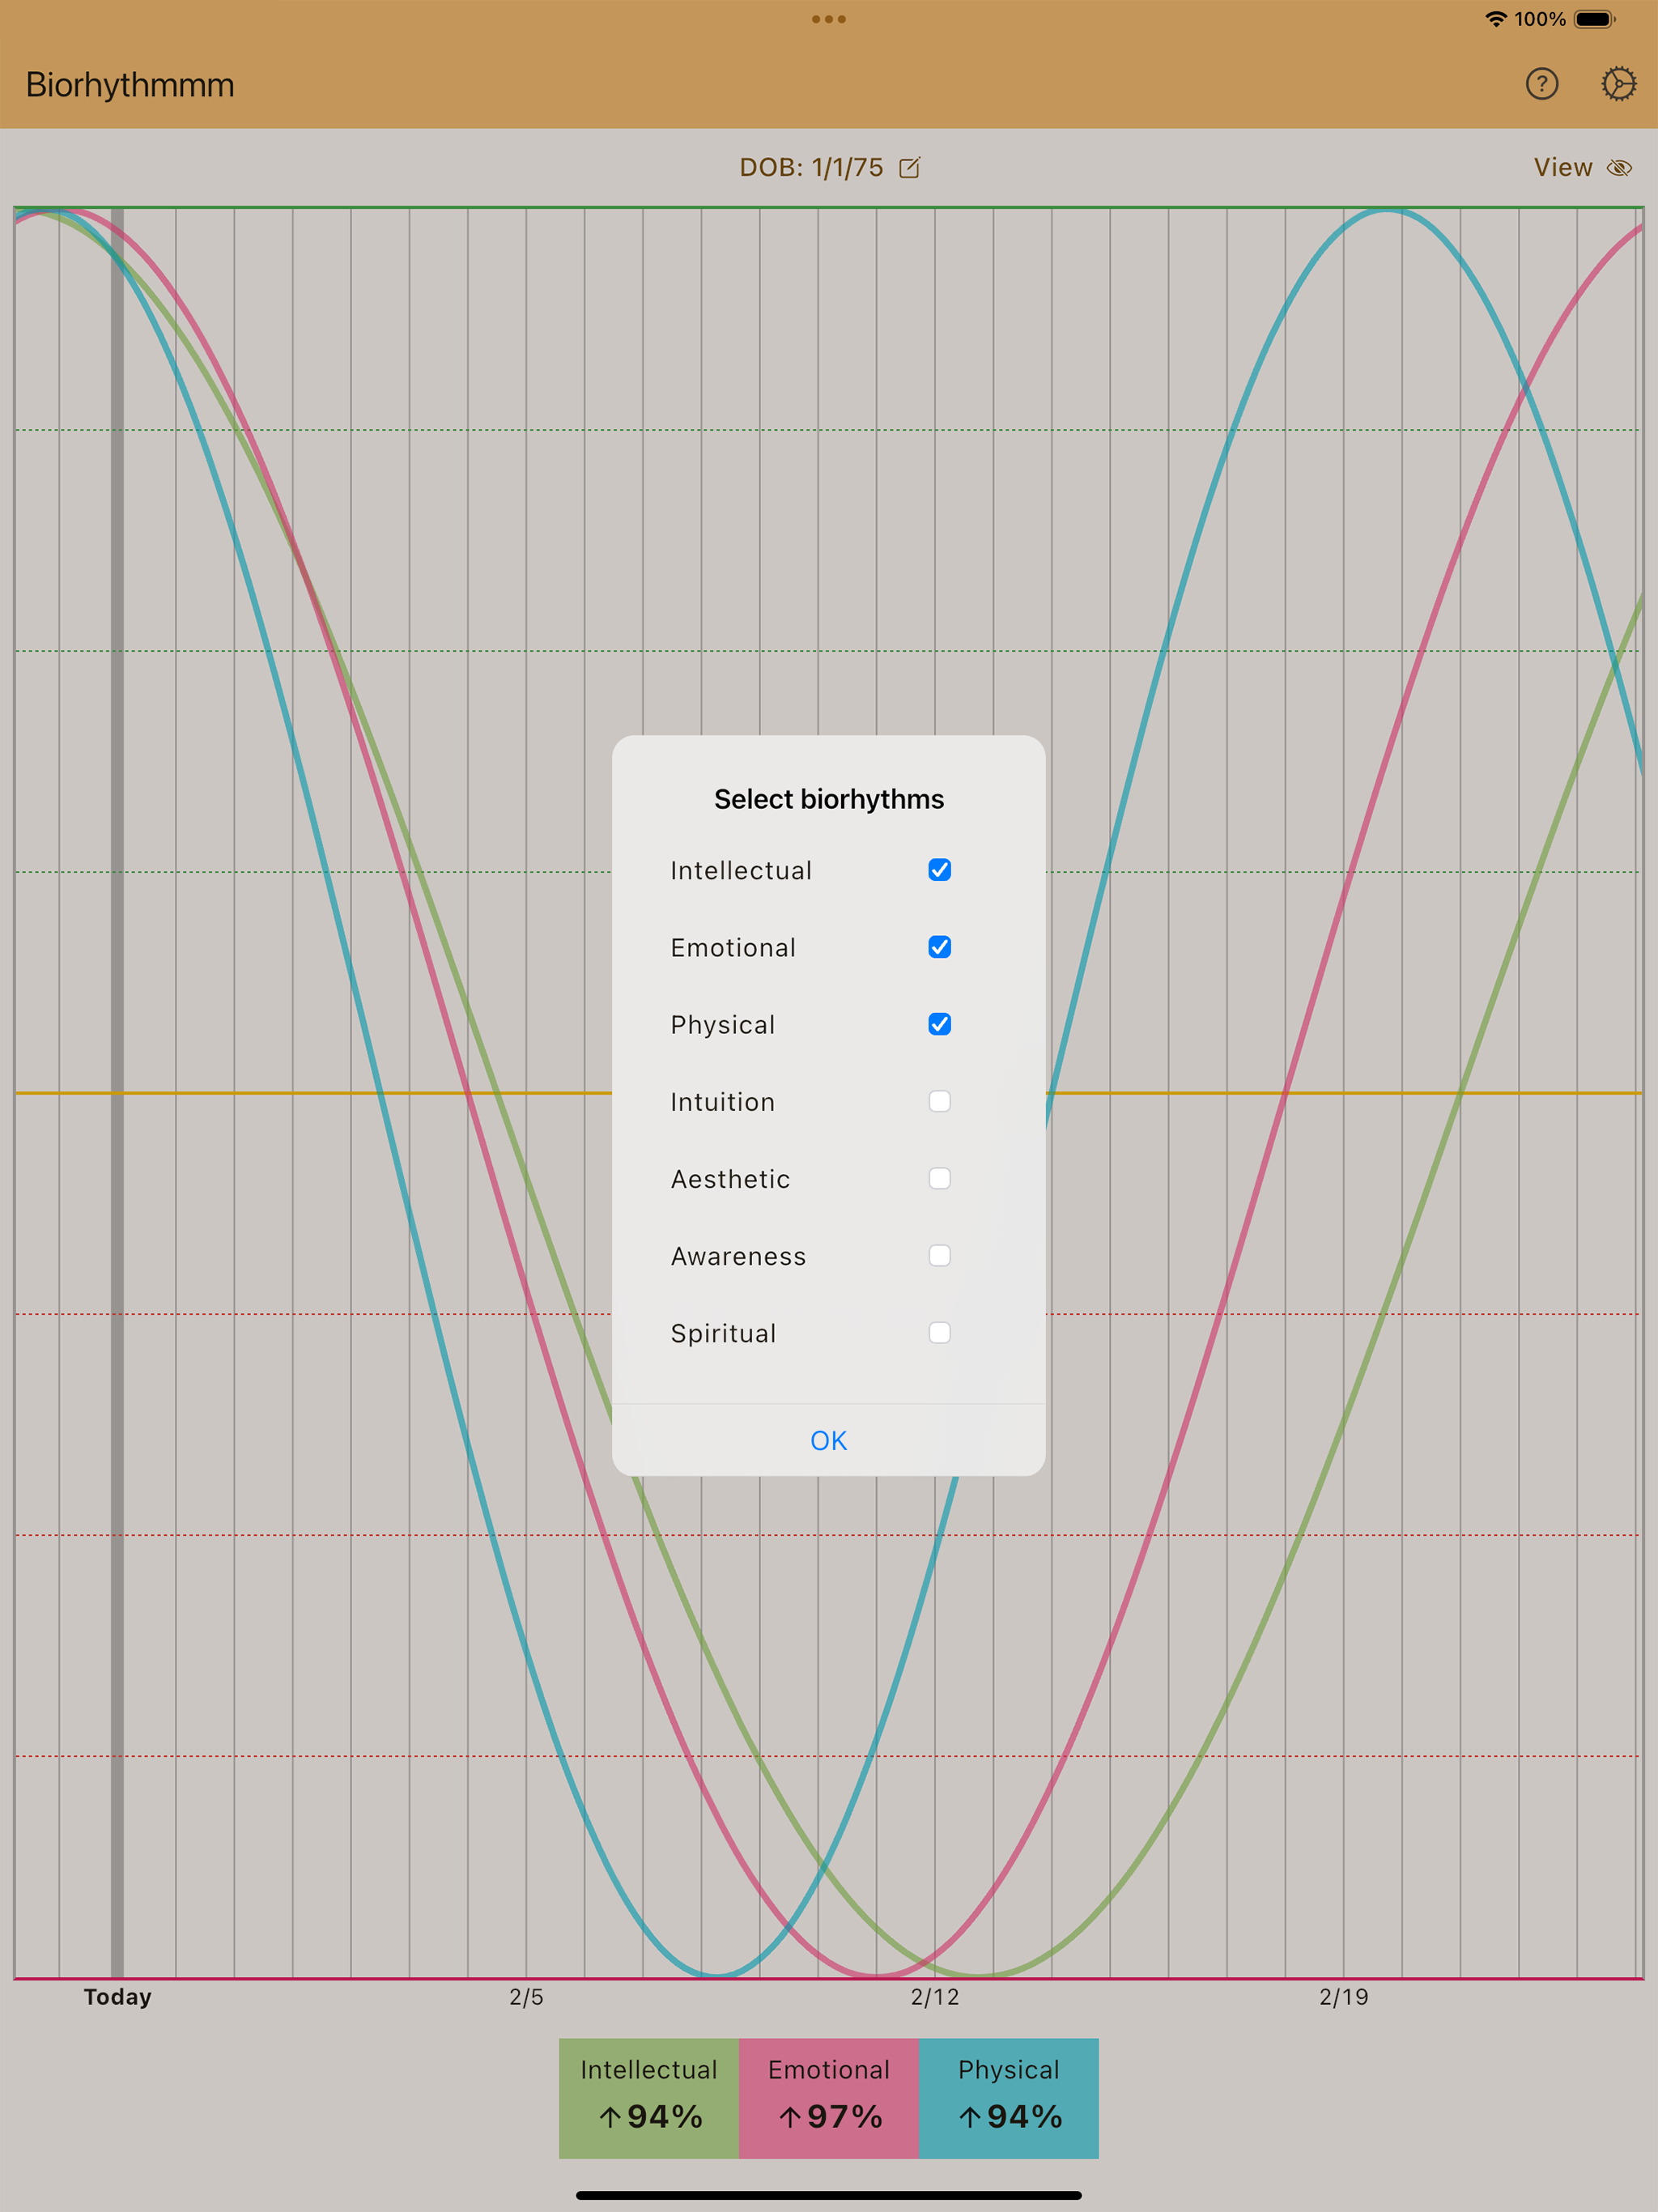 100%
Biorhythmmm
?
DOB: 1/1/75
View
Select biorhythms
Intellectual
Emotional
Physical
Intuition
Aesthetic
Awareness
Spiritual
OK
Today 2/5 2/12 2/19
Intellectual Emotional Physical
↑94% ↑97% ↑94%